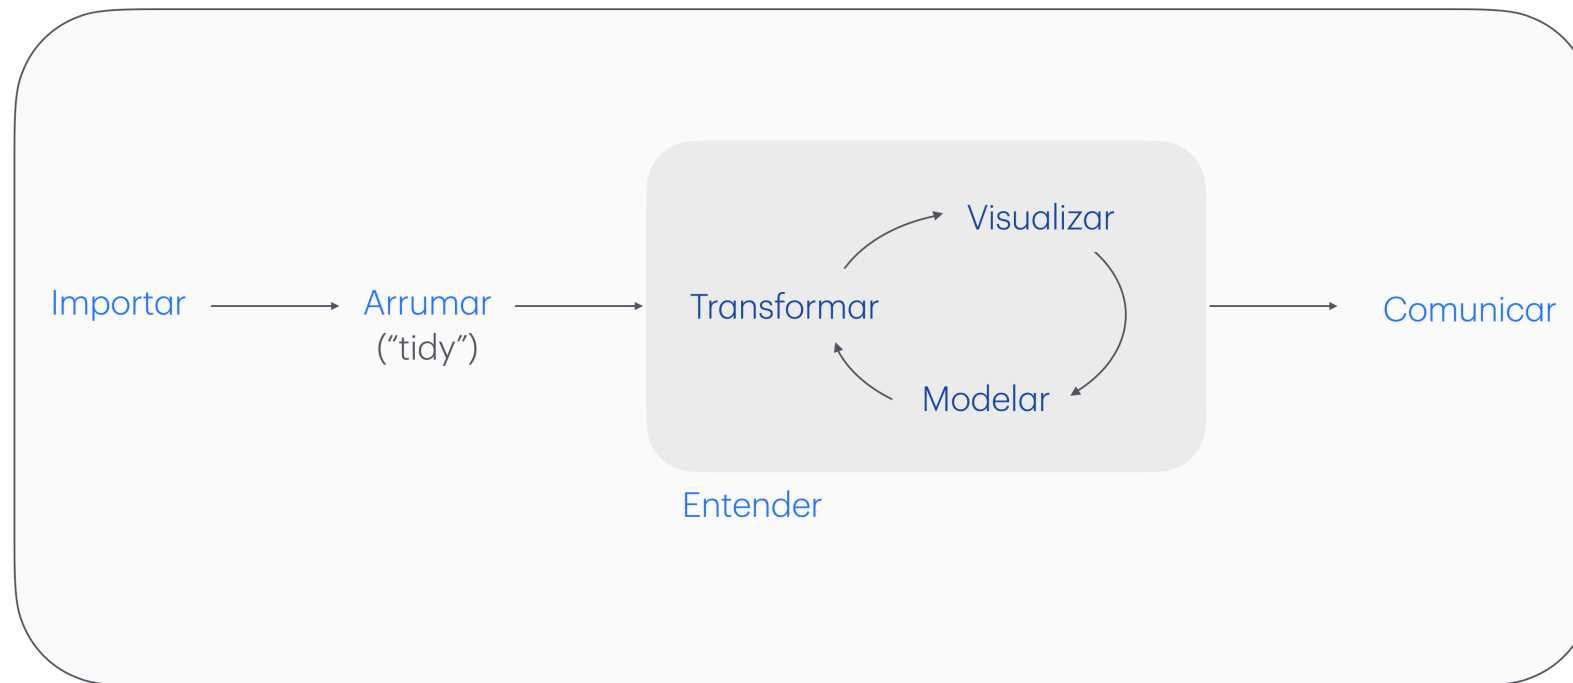 Importar
Arrumar
(“tidy”)
Transformar
Visualizar
Modelar
Entender
Comunicar